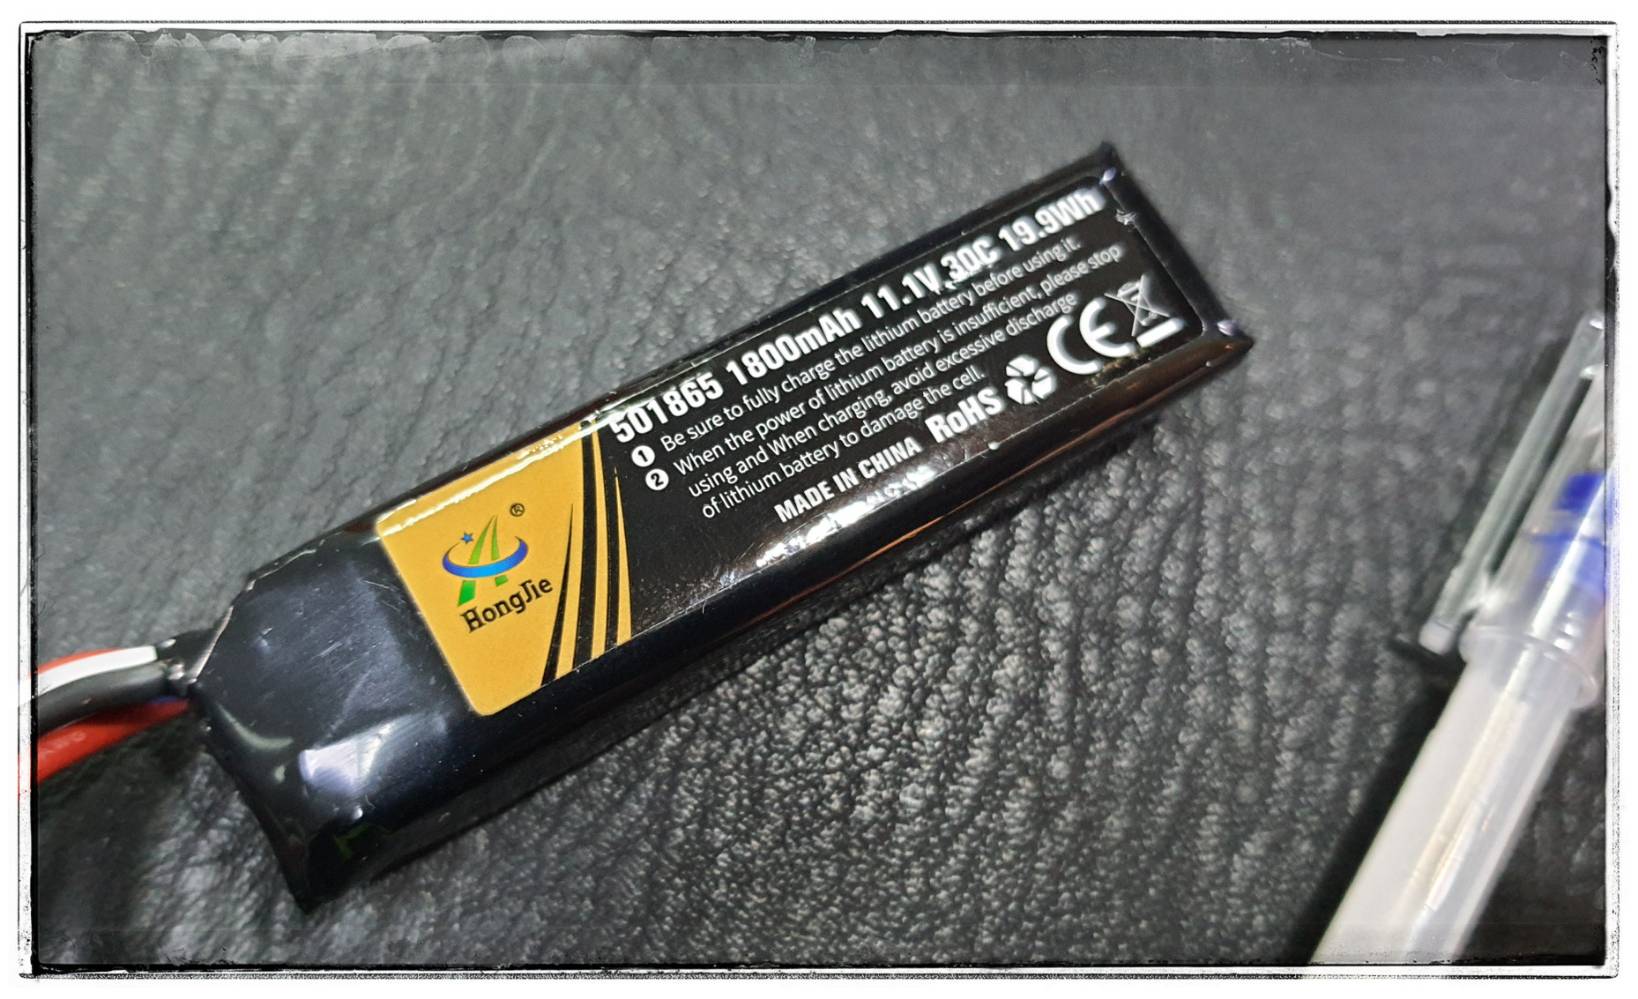 501865 1800mAh 11.1V 30C 19.9Wh
1 Be sure to fully charge the lithium battery before using it.
2 When the power of lithium battery is insufficient, please stop
using and When charging, avoid excessive discharge
of lithium battery to damage the cell.
MADE IN CHINA RoHS CE
®
HongJie